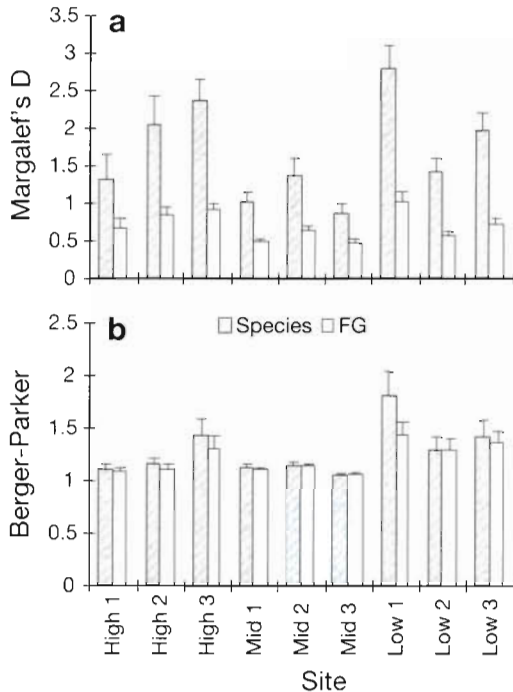 a
3.5
3
2.5
2
1.5
1
0.5
0
Margalef's D
b
Species FG
2.5
2
1.5
1
0.5
0
Berger-Parker
High 1
High 2
High 3
Mid 1
Mid 2
Mid 3
Low 1
Low 2
Low 3
Site